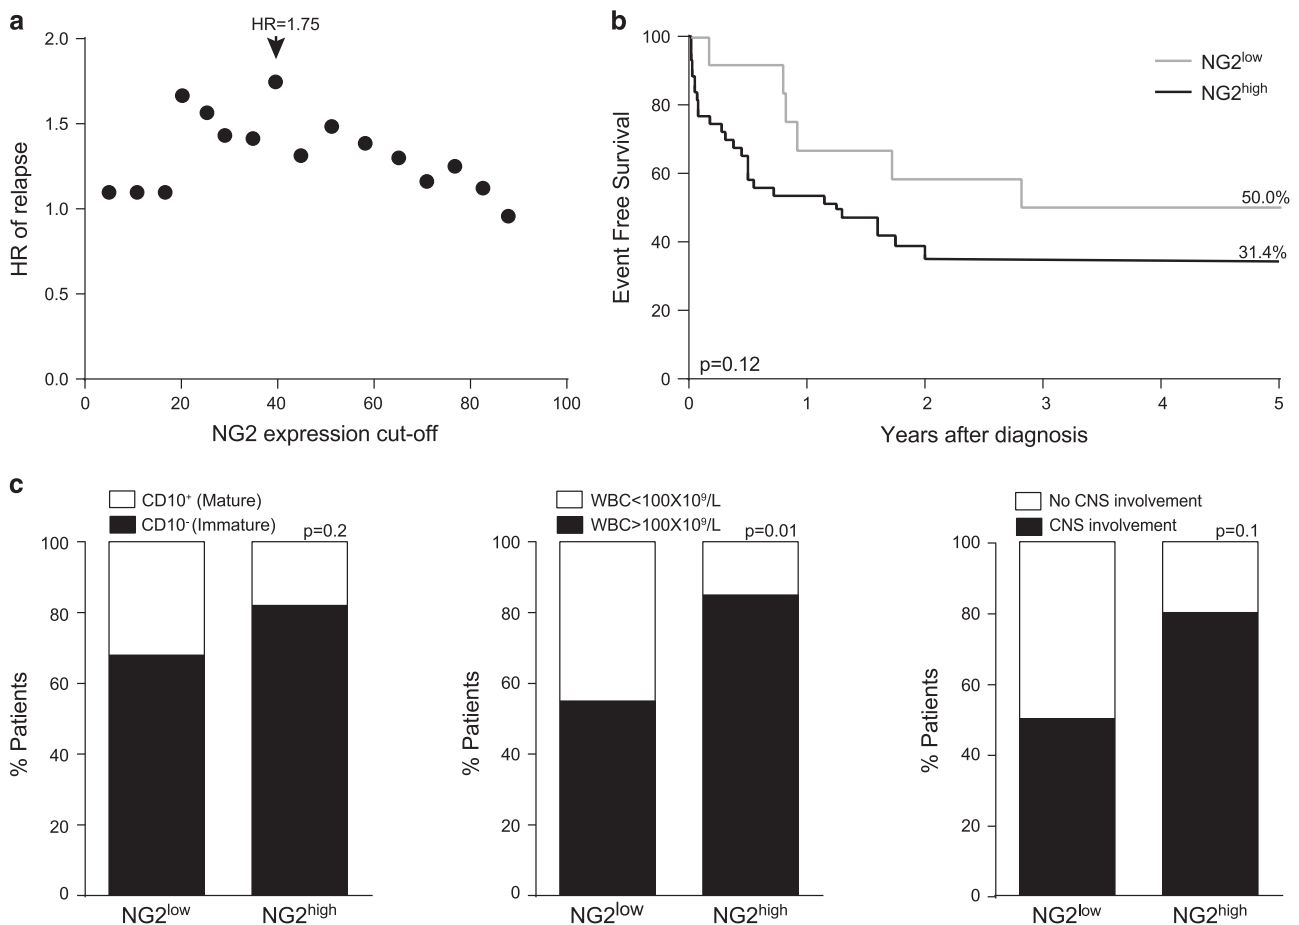 a
HR=1.75
2.0
1.5
1.0
0.5
0.0
HR of relapse
0 20 40 60 80 100
NG2 expression cut-off
b
100
80
60
40
20
0
Event Free Survival
NG2low
NG2high
50.0%
31.4%
p=0.12
0 1 2 3 4 5
Years after diagnosis
c
CD10+ (Mature)
CD10- (Immature)
p=0.2
100
80
60
40
20
0
% Patients
NG2low NG2high
WBC<100X10⁹/L
WBC>100X10⁹/L
p=0.01
100
80
60
40
20
0
% Patients
NG2low NG2high
No CNS involvement
CNS involvement
p=0.1
100
80
60
40
20
0
% Patients
NG2low NG2high